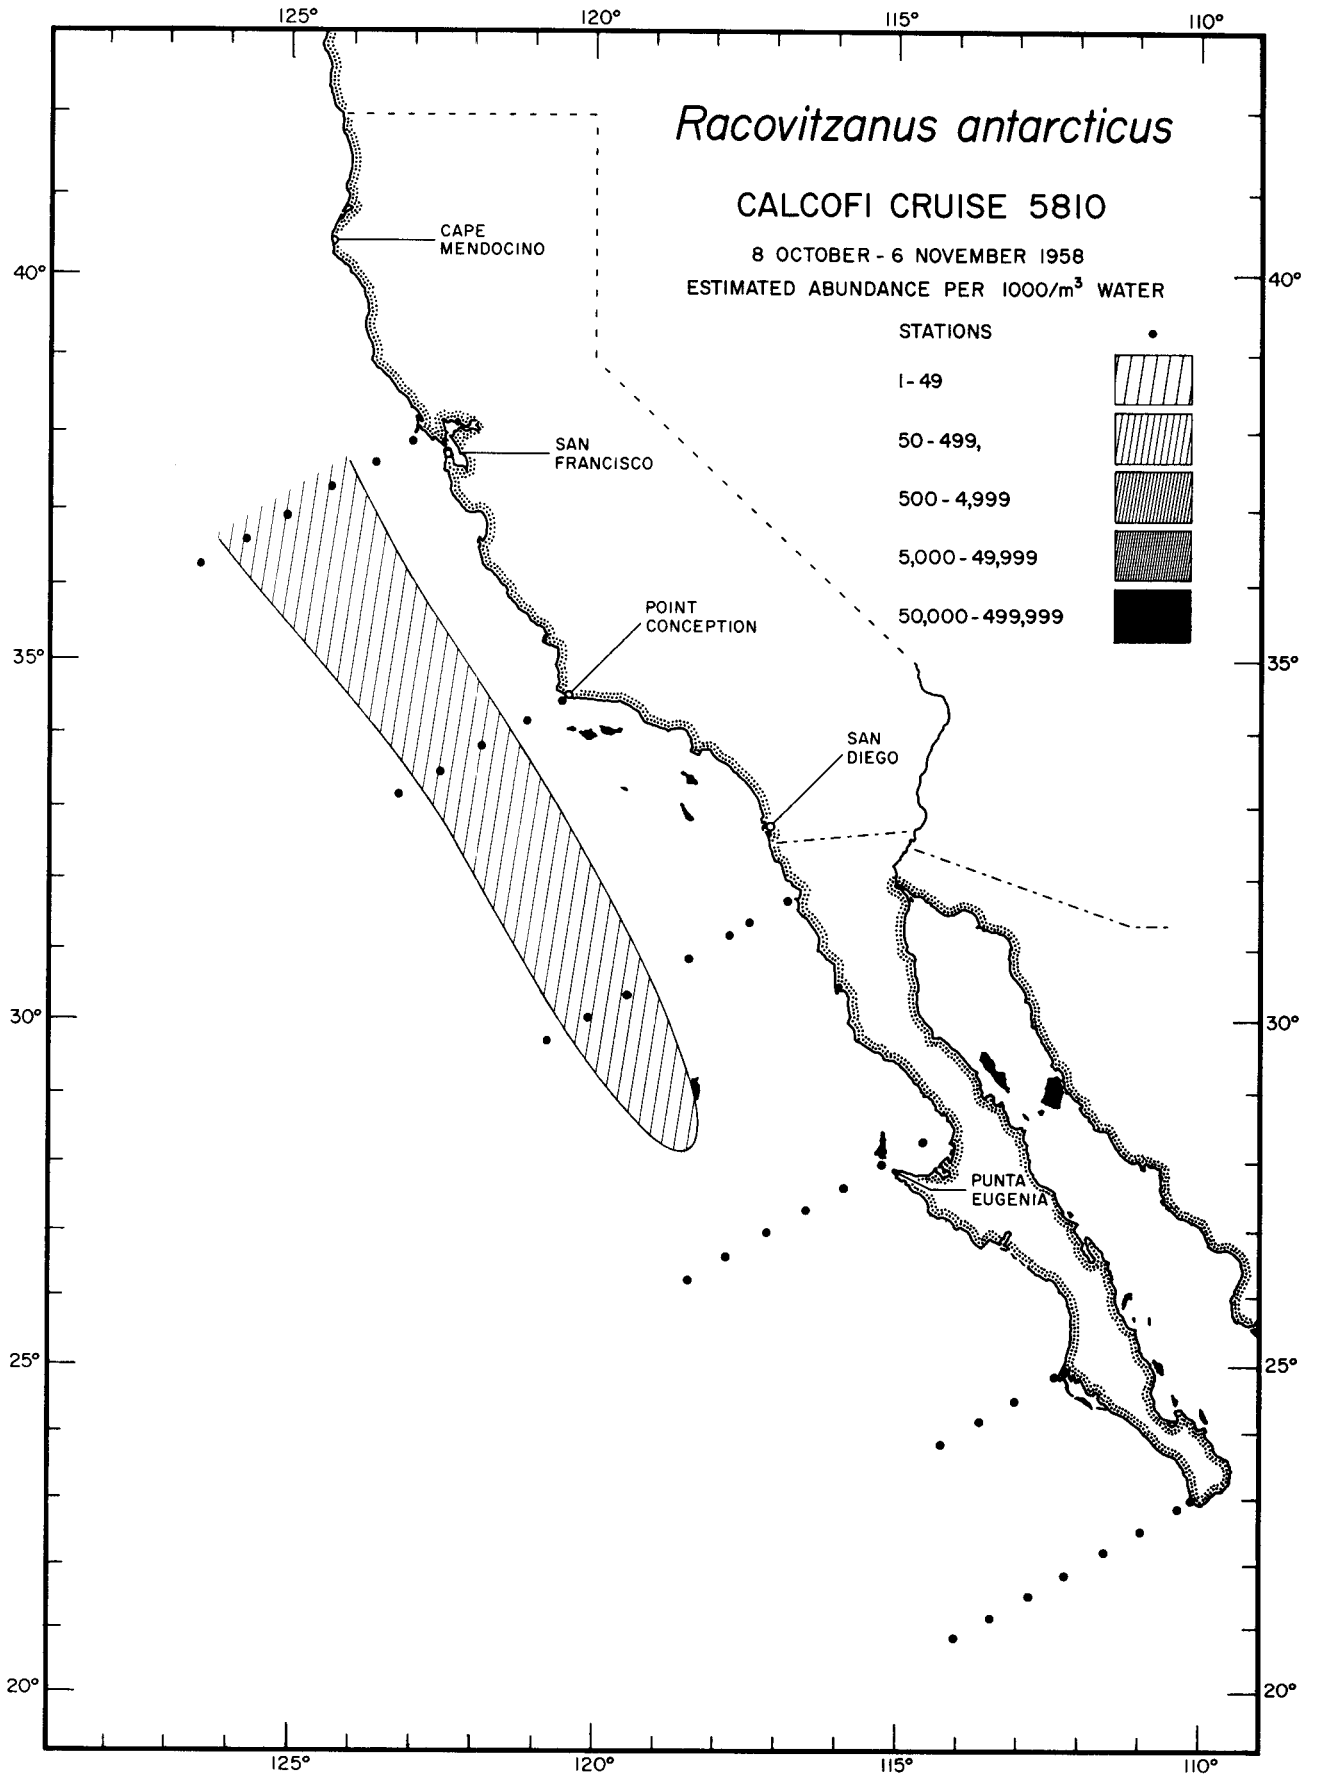 125° 120° 115° 110°
Racovitzanus antarcticus
CALCOFI CRUISE 5810
8 OCTOBER - 6 NOVEMBER 1958
ESTIMATED ABUNDANCE PER 1000/m³ WATER
STATIONS
1 - 49
50 - 499,
500 - 4,999
5,000 - 49,999
50,000 - 499,999
CAPE
MENDOCINO
40° 40°
SAN
FRANCISCO
POINT
CONCEPTION
35° 35°
SAN
DIEGO
30° 30°
PUNTA
EUGENIA
25° 25°
20° 20°
125° 120° 115° 110°